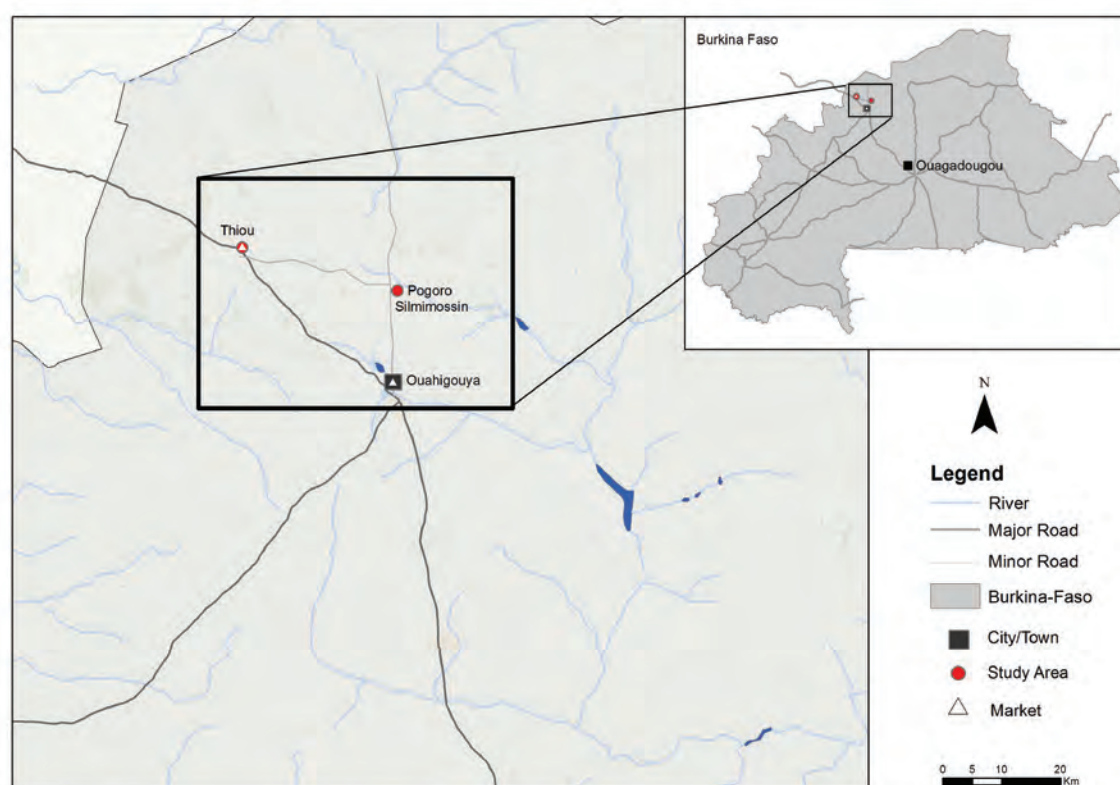 Burkina Faso
Ouagadougou
Thiou
Pogoro
Silmimossin
Ouahigouya
N
Legend
River
Major Road
Minor Road
Burkina-Faso
City/Town
Study Area
Market
0 5 10 20
Km